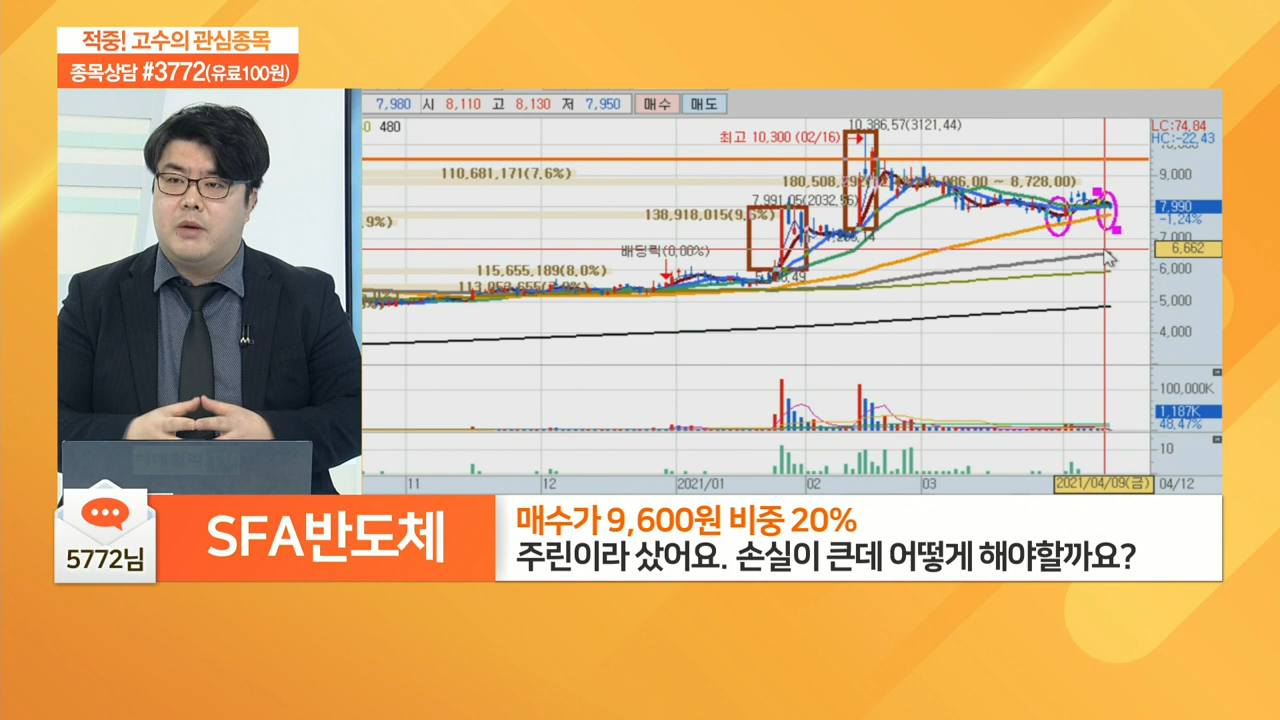 적중! 고수의 관심종목
종목상담 #3772(유료100원)
7,980 시 8,110 고 8,130 저 7,950 매수 매도
480
10,386,57(3121,44)
LC:74,84
최고 10,300 (02/16)
HC:-22,43
110,681,171(7.6%)
9,000
7,991,05(2032,56)
7,990
138,918,015(9.6%)
-1,24%
7,000
배당락(0,00%)
6,662
115,655,189(8.0%)
6,000
5,000
4,000
100,000K
1,187K
48,47%
10
11 12 2021/01 02 03 2021/04/09(금) 04/12
5772님
SFA반도체
매수가 9,600원 비중 20%
주린이라 샀어요. 손실이 큰데 어떻게 해야할까요?